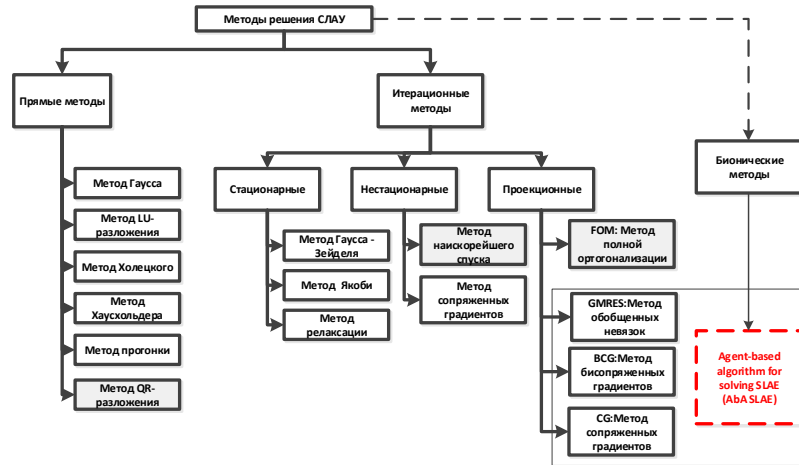 Методы решения СЛАУ
Прямые методы
Итерационные
методы
Бионические
методы
Метод Гаусса
Метод LU-
разложения
Метод Холецкого
Метод
Хаусхольдера
Метод прогонки
Метод QR-
разложения
Стационарные
Нестационарные
Проекционные
Метод Гаусса -
Зейделя
Метод Якоби
Метод
релаксации
Метод
наискорейшего
спуска
Метод
сопряженных
градиентов
FOM: Метод
полной
ортогонализации
GMRES:Метод
обобщенных
невязок
BCG:Метод
бисопряженных
градиентов
CG:Метод
сопряженных
градиентов
Agent-based
algorithm for
solving SLAE
(AbA SLAE)